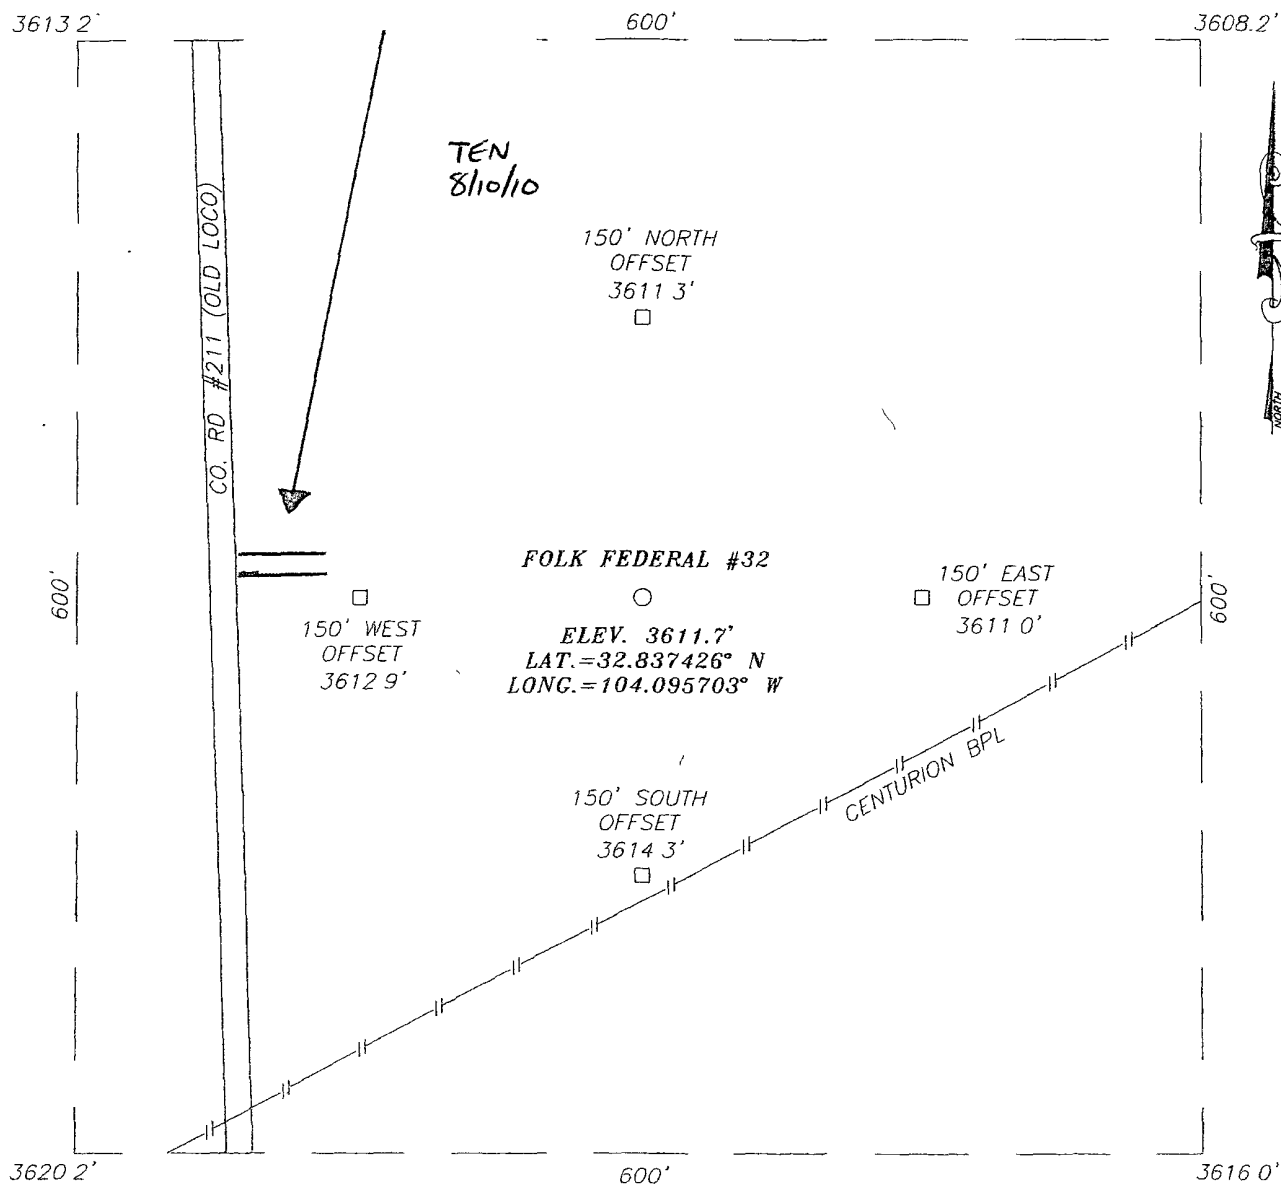 3613 2'
600'
3608.2'
TEN
8/10/10
150' NORTH
OFFSET
3611 3'
CO. RD #211 (OLD LOCO)
NORTH
600'
FOLK FEDERAL #32
150' EAST
OFFSET
3611 0'
600'
150' WEST
OFFSET
3612 9'
ELEV. 3611.7'
LAT.=32.837426° N
LONG.=104.095703° W
CENTURION BPL
150' SOUTH
OFFSET
3614 3'
3620 2'
600'
3616 0'